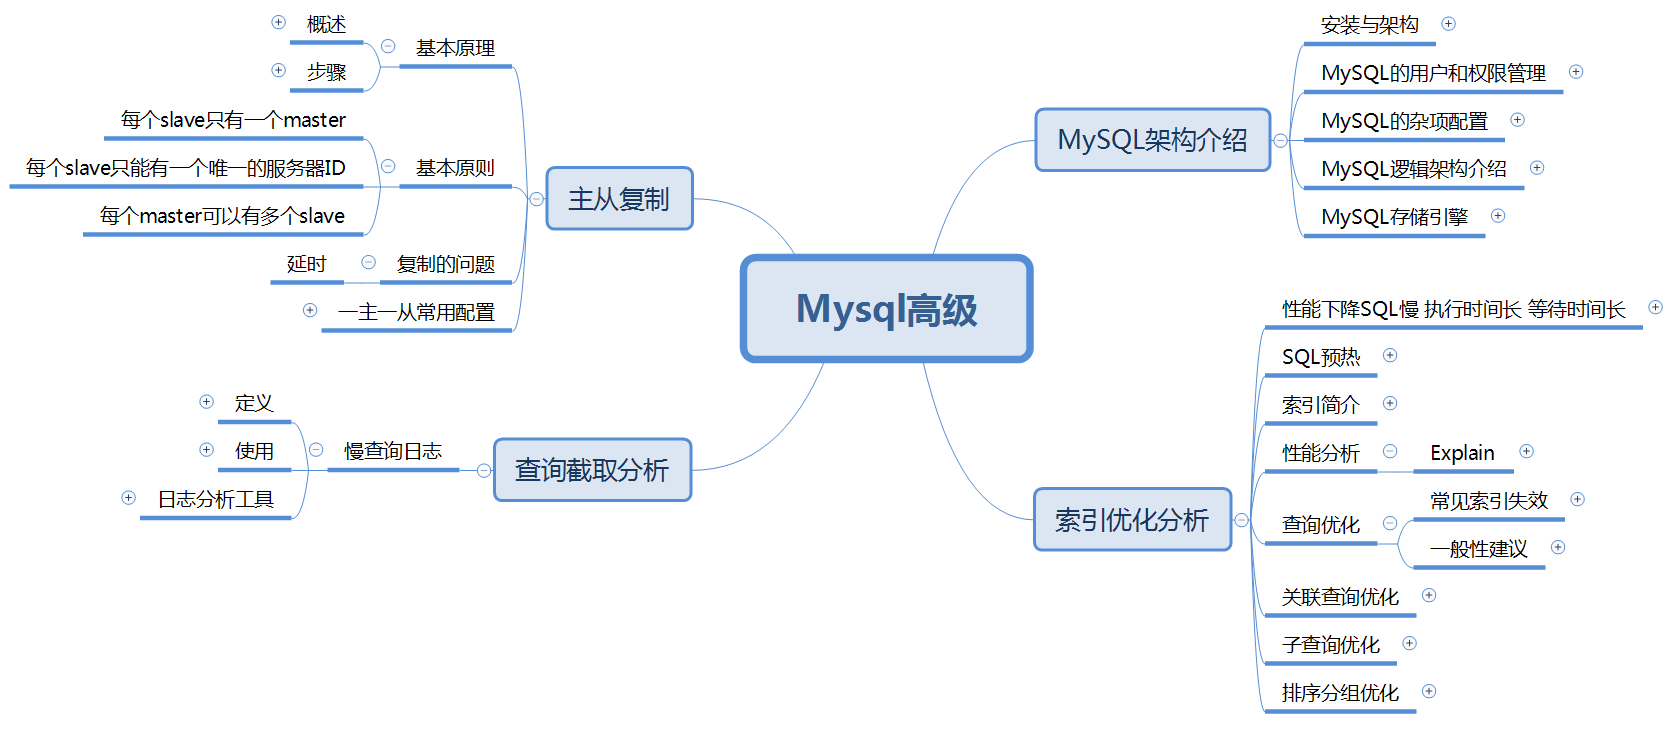 Mysql高级
MySQL架构介绍
安装与架构
MySQL的用户和权限管理
MySQL的杂项配置
MySQL逻辑架构介绍
MySQL存储引擎
索引优化分析
性能下降SQL慢 执行时间长 等待时间长
SQL预热
索引简介
性能分析
Explain
查询优化
常见索引失效
一般性建议
关联查询优化
子查询优化
排序分组优化
查询截取分析
慢查询日志
定义
使用
日志分析工具
主从复制
基本原理
概述
步骤
基本原则
每个slave只有一个master
每个slave只能有一个唯一的服务器ID
每个master可以有多个slave
复制的问题
延时
一主一从常用配置